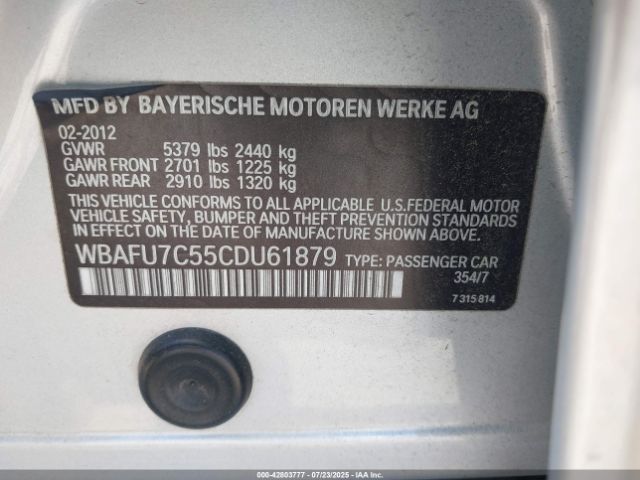 MFD BY BAYERISCHE MOTOREN WERKE AG
02-2012
GVWR 5379 lbs 2440 kg
GAWR FRONT 2701 lbs 1225 kg
GAWR REAR 2910 lbs 1320 kg
THIS VEHICLE CONFORMS TO ALL APPLICABLE U.S.FEDERAL MOTOR
VEHICLE SAFETY, BUMPER AND THEFT PREVENTION STANDARDS
IN EFFECT ON THE DATE OF MANUFACTURE SHOWN ABOVE.
WBAFU7C55CDU61879 TYPE: PASSENGER CAR
354/7
7 315 814
000-42803777 - 07/23/2025 - IAAI.com